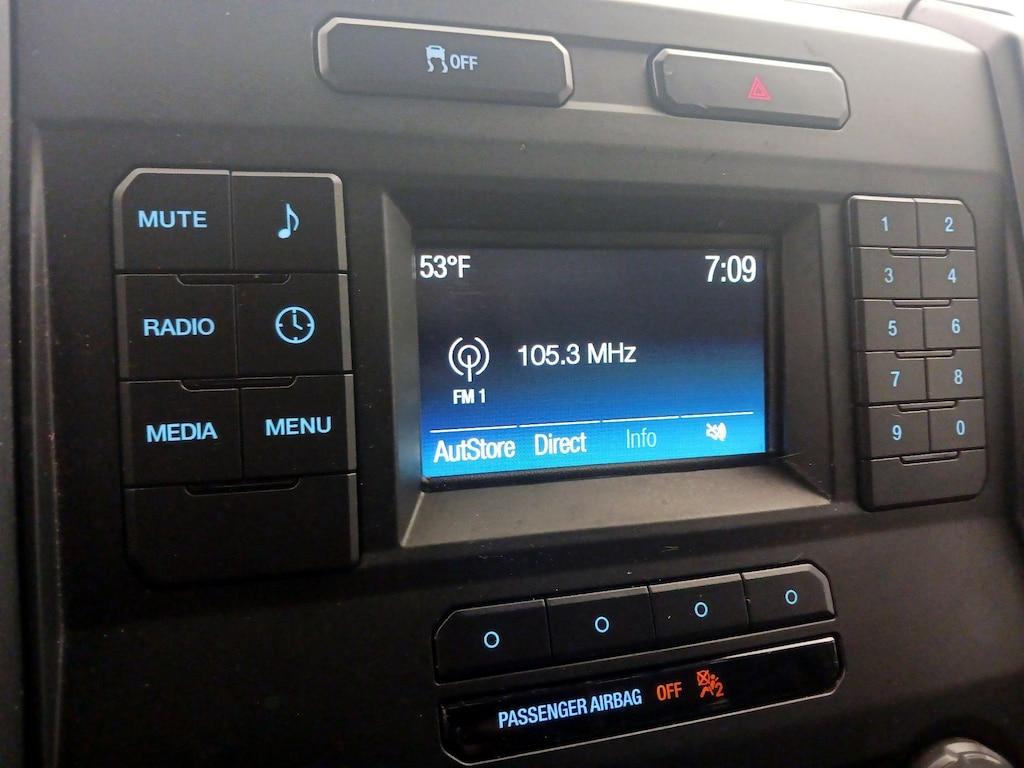 OFF
MUTE
RADIO
MEDIA
MENU
53°F
7:09
105.3 MHz
FM 1
AutStore Direct Info
1 2
3 4
5 6
7 8
9 0
PASSENGER AIRBAG OFF 2